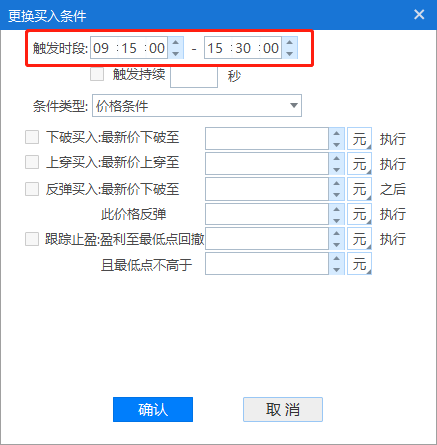 更换买入条件
触发时段: 09 :15 :00 - 15 :30 :00
触发持续 秒
条件类型: 价格条件
下破买入:最新价下破至 元 执行
上穿买入:最新价上穿至 元 执行
反弹买入:最新价下破至 元 之后
此价格反弹 元 执行
跟踪止盈:盈利至最低点回撤 元 执行
且最低点不高于 元
确认 取消